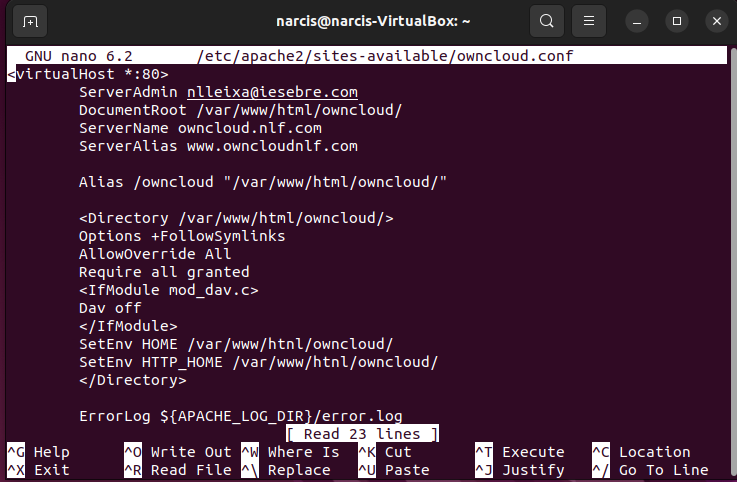 narcis@narcis-VirtualBox: ~
GNU nano 6.2 /etc/apache2/sites-available/owncloud.conf
<virtualHost *:80>
ServerAdmin nlleixa@iesebre.com
DocumentRoot /var/www/html/owncloud/
ServerName owncloud.nlf.com
ServerAlias www.owncloudnlf.com
Alias /owncloud "/var/www/html/owncloud/"
<Directory /var/www/html/owncloud/>
Options +FollowSymlinks
AllowOverride All
Require all granted
<IfModule mod_dav.c>
Dav off
</IfModule>
SetEnv HOME /var/www/htnl/owncloud/
SetEnv HTTP_HOME /var/www/htnl/owncloud/
</Directory>
ErrorLog ${APACHE_LOG_DIR}/error.log
[ Read 23 lines ]
^G Help ^O Write Out ^W Where Is ^K Cut ^T Execute ^C Location
^X Exit ^R Read File ^\ Replace ^U Paste ^J Justify ^/ Go To Line